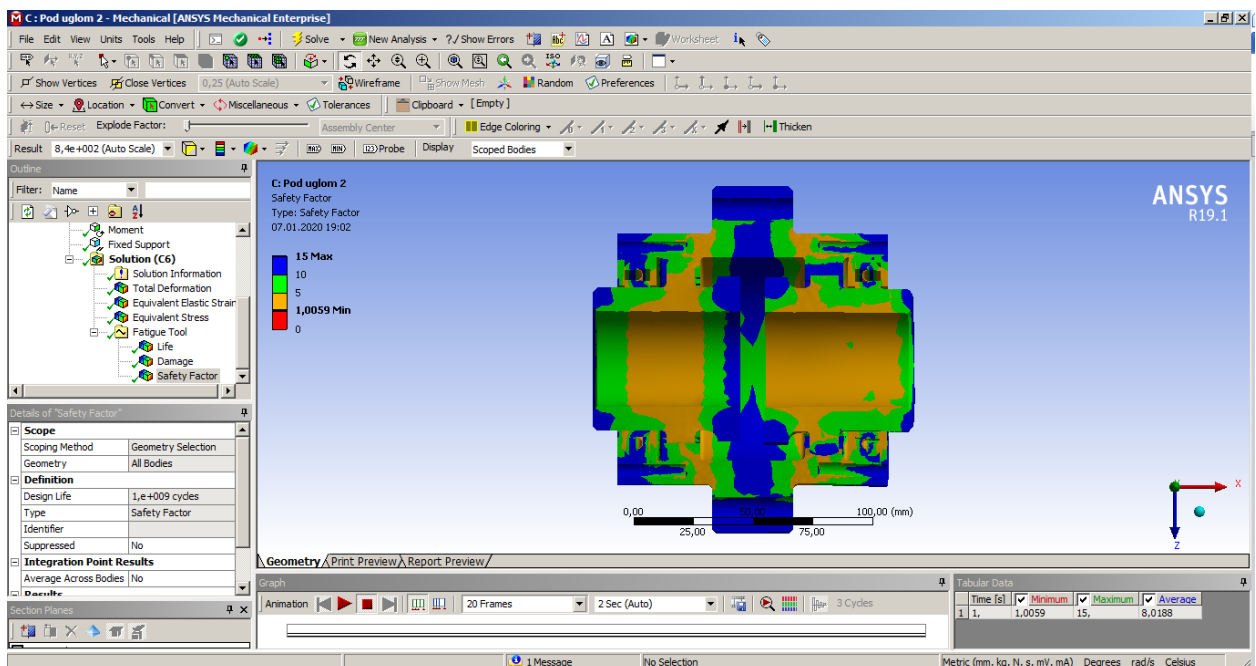 C : Pod uglom 2 - Mechanical [ANSYS Mechanical Enterprise]
File Edit View Units Tools Help Solve New Analysis ?/ Show Errors Worksheet
ISO
Show Vertices Close Vertices 0,25 (Auto Scale) Wireframe Show Mesh Random Preferences
Size Location Convert Miscellaneous Tolerances Clipboard [Empty]
Reset Explode Factor: Assembly Center Edge Coloring Thicken
Result 8,4e+002 (Auto Scale) MAX MIN Probe Display Scoped Bodies
Outline
Filter: Name
Moment
Fixed Support
Solution (C6)
Solution Information
Total Deformation
Equivalent Elastic Strain
Equivalent Stress
Fatigue Tool
Life
Damage
Safety Factor
Details of "Safety Factor"
Scope
Scoping Method Geometry Selection
Geometry All Bodies
Definition
Design Life 1,e+009 cycles
Type Safety Factor
Identifier
Suppressed No
Integration Point Results
Average Across Bodies No
Results
Section Planes
C: Pod uglom 2
Safety Factor
Type: Safety Factor
07.01.2020 19:02
15 Max
10
5
1,0059 Min
0
ANSYS
R19.1
0,00 50,00 100,00 (mm)
25,00 75,00
X
Z
Geometry Print Preview Report Preview
Graph
Animation 20 Frames 2 Sec (Auto) 3 Cycles
Tabular Data
Time [s] Minimum Maximum Average
1 1, 1,0059 15, 8,0188
1 Message No Selection Metric (mm, kg, N, s, mV, mA) Degrees rad/s Celsius